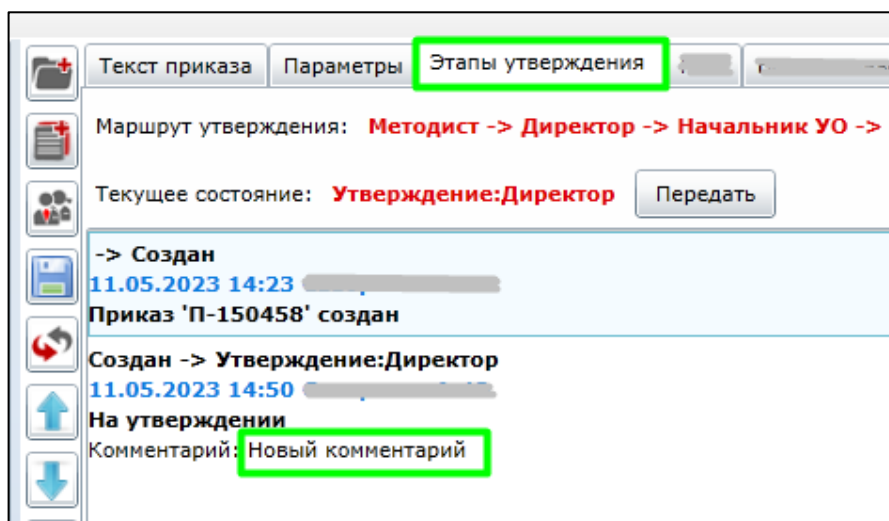 Текст приказа Параметры Этапы утверждения
Маршрут утверждения: Методист -> Директор -> Начальник УО ->
Текущее состояние: Утверждение:Директор Передать
-> Создан
11.05.2023 14:23
Приказ 'П-150458' создан
Создан -> Утверждение:Директор
11.05.2023 14:50
На утверждении
Комментарий: Новый комментарий